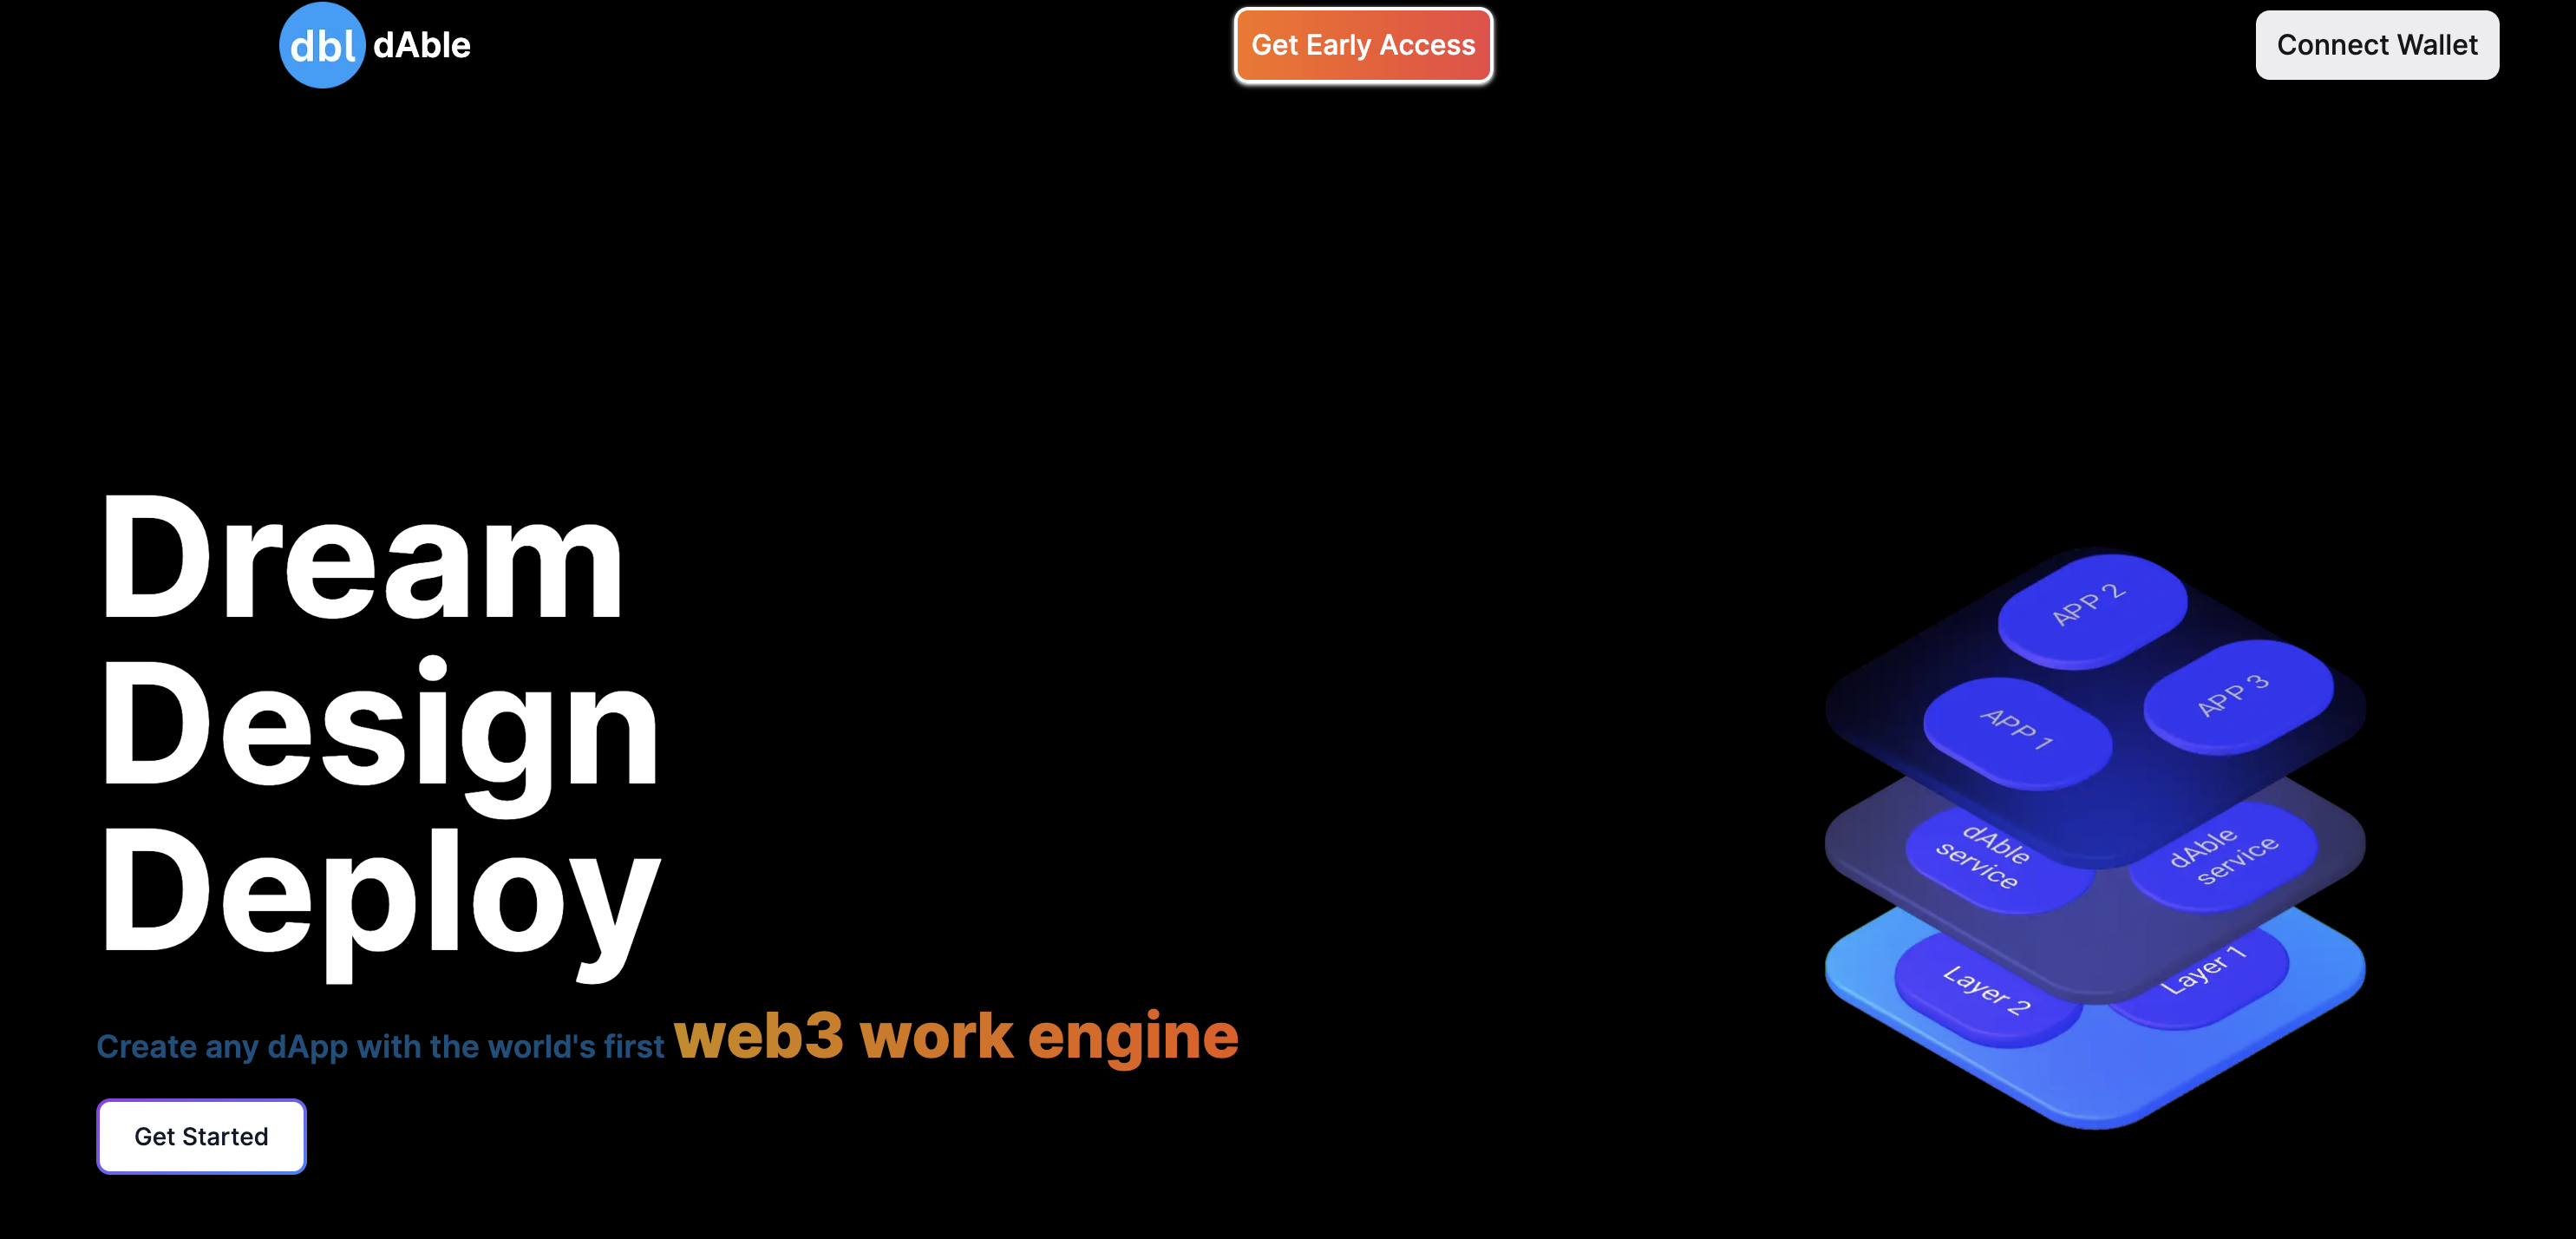 dbl dAble
Get Early Access
Connect Wallet
Dream
Design
Deploy
Create any dApp with the world's first web3 work engine
Get Started
APP 2
APP 3
APP 1
dAble
service
dAble
service
Layer 2
Layer 1